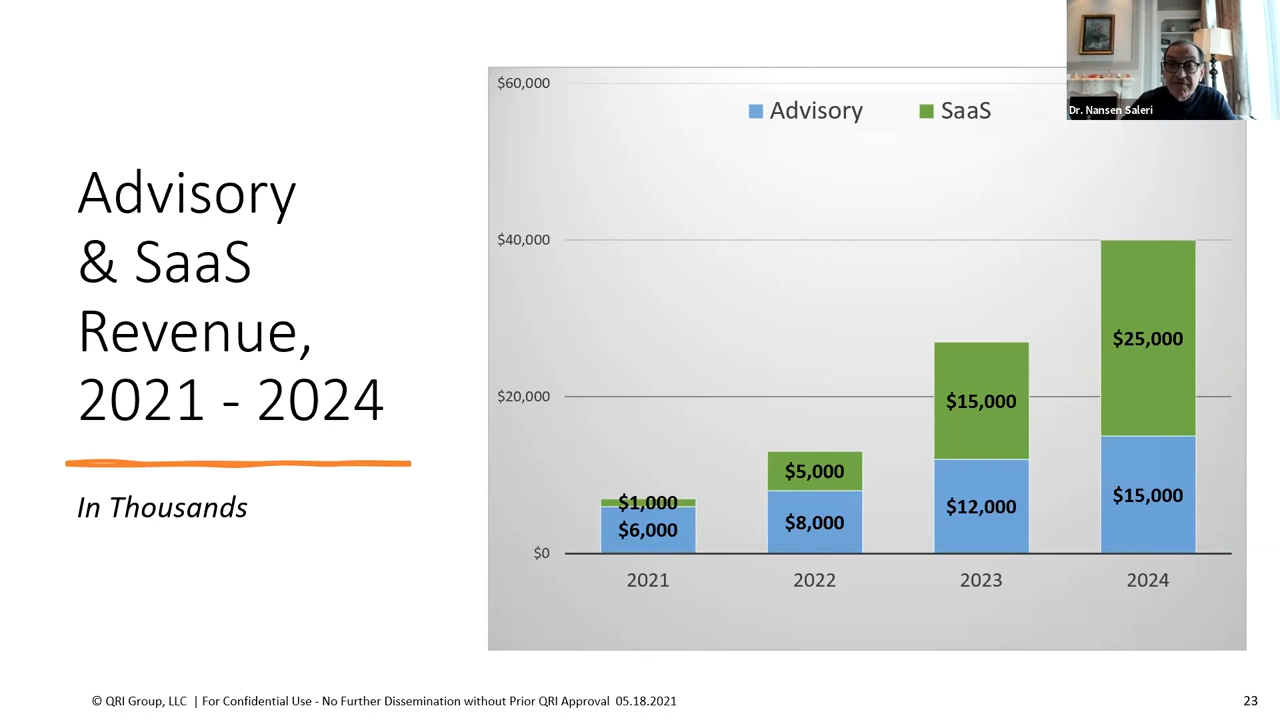 Advisory
& SaaS
Revenue,
2021 - 2024
In Thousands
$60,000
Advisory SaaS
Dr. Nansen Saleri
$40,000
$25,000
$20,000
$15,000
$5,000
$1,000
$6,000
$8,000
$12,000
$15,000
$0
2021 2022 2023 2024
© QRI Group, LLC | For Confidential Use - No Further Dissemination without Prior QRI Approval 05.18.2021
23